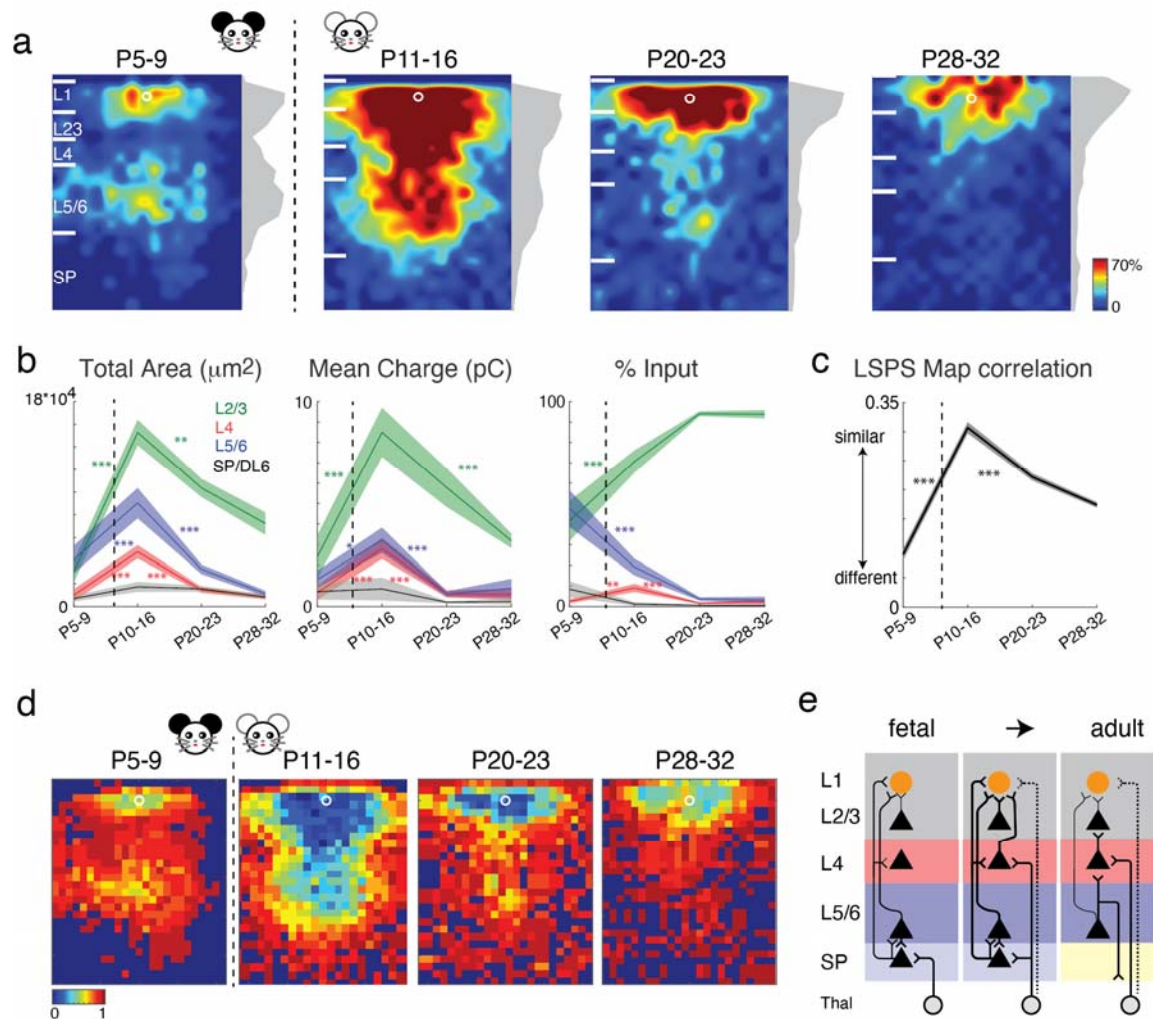 a
P5-9
P11-16
P20-23
P28-32
L1
L23
L4
L5/6
SP
70%
0
b
Total Area (μm2)
18*10⁴
0
L2/3
L4
L5/6
SP/DL6
***
**
***
***
***
***
P5-9
P10-16
P20-23
P28-32
Mean Charge (pC)
10
0
***
***
*
***
***
***
P5-9
P10-16
P20-23
P28-32
% Input
100
0
***
***
**
***
P5-9
P10-16
P20-23
P28-32
c
LSPS Map correlation
0.35
similar
different
0
***
***
P5-9
P10-16
P20-23
P28-32
d
P5-9
P11-16
P20-23
P28-32
0
1
e
fetal
adult
L1
L2/3
L4
L5/6
SP
Thal